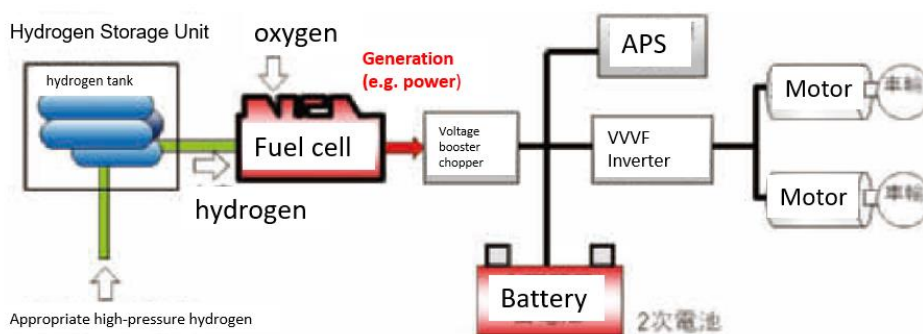 Hydrogen Storage Unit
hydrogen tank
oxygen
Generation
(e.g. power)
APS
Motor
車輪
Fuel cell
Voltage
booster
chopper
VVVF
Inverter
hydrogen
Motor
車輪
Battery
2次電池
Appropriate high-pressure hydrogen